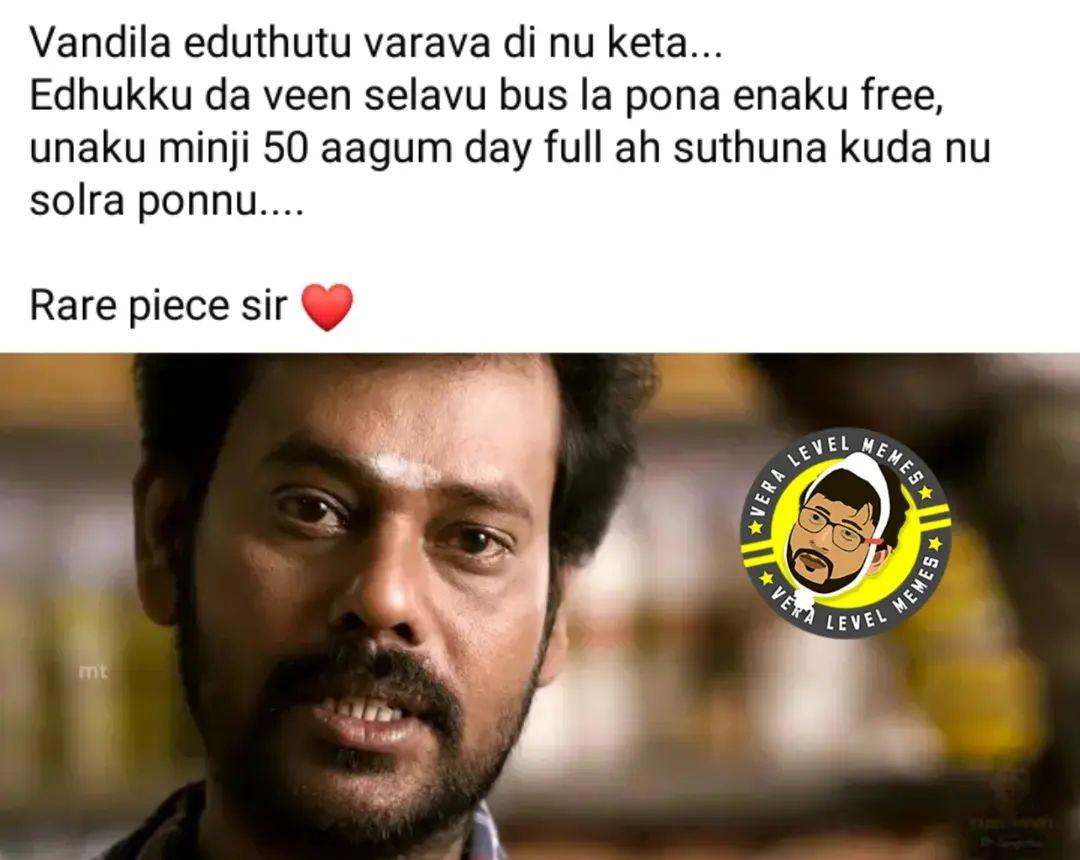 Vandila eduthutu varava di nu keta...
Edhukku da veen selavu bus la pona enaku free,
unaku minji 50 aagum day full ah suthuna kuda nu
solra ponnu....
Rare piece sir ❤️
VERA LEVEL MEMES
VERA LEVEL MEMES
mt